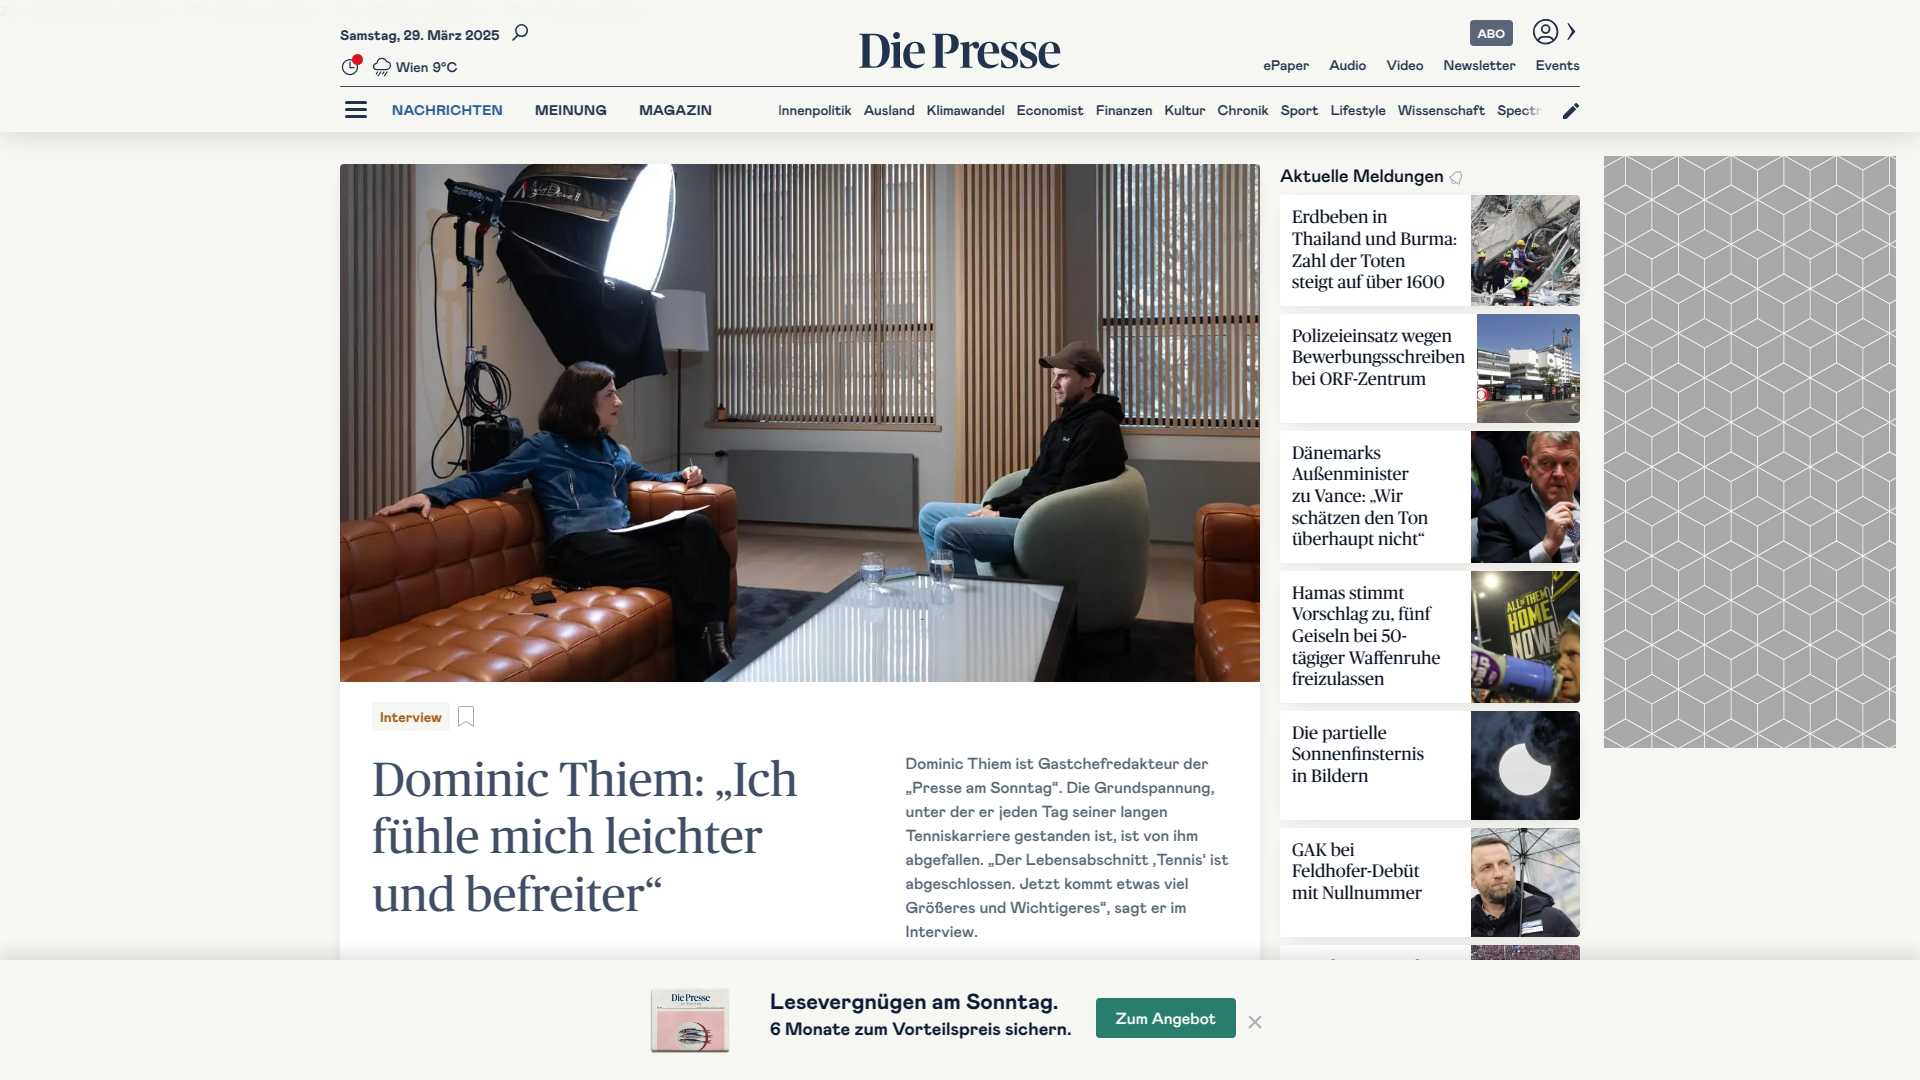 Samstag, 29. März 2025
Wien 9°C
Die Presse
ABO
ePaper Audio Video Newsletter Events
NACHRICHTEN MEINUNG MAGAZIN
Innenpolitik Ausland Klimawandel Economist Finanzen Kultur Chronik Sport Lifestyle Wissenschaft Spectr
Interview
Dominic Thiem: „Ich
fühle mich leichter
und befreiter“
Dominic Thiem ist Gastchefredakteur der
„Presse am Sonntag“. Die Grundspannung,
unter der er jeden Tag seiner langen
Tenniskarriere gestanden ist, ist von ihm
abgefallen. „Der Lebensabschnitt ‚Tennis‘ ist
abgeschlossen. Jetzt kommt etwas viel
Größeres und Wichtigeres“, sagt er im
Interview.
Aktuelle Meldungen
Erdbeben in
Thailand und Burma:
Zahl der Toten
steigt auf über 1600
Polizeieinsatz wegen
Bewerbungsschreiben
bei ORF-Zentrum
Dänemarks
Außenminister
zu Vance: „Wir
schätzen den Ton
überhaupt nicht“
Hamas stimmt
Vorschlag zu, fünf
Geiseln bei 50-
tägiger Waffenruhe
freizulassen
ALL OF THEM
HOME
NOW!
Die partielle
Sonnenfinsternis
in Bildern
GAK bei
Feldhofer-Debüt
mit Nullnummer
Die Presse
Lesevergnügen am Sonntag.
6 Monate zum Vorteilspreis sichern.
Zum Angebot